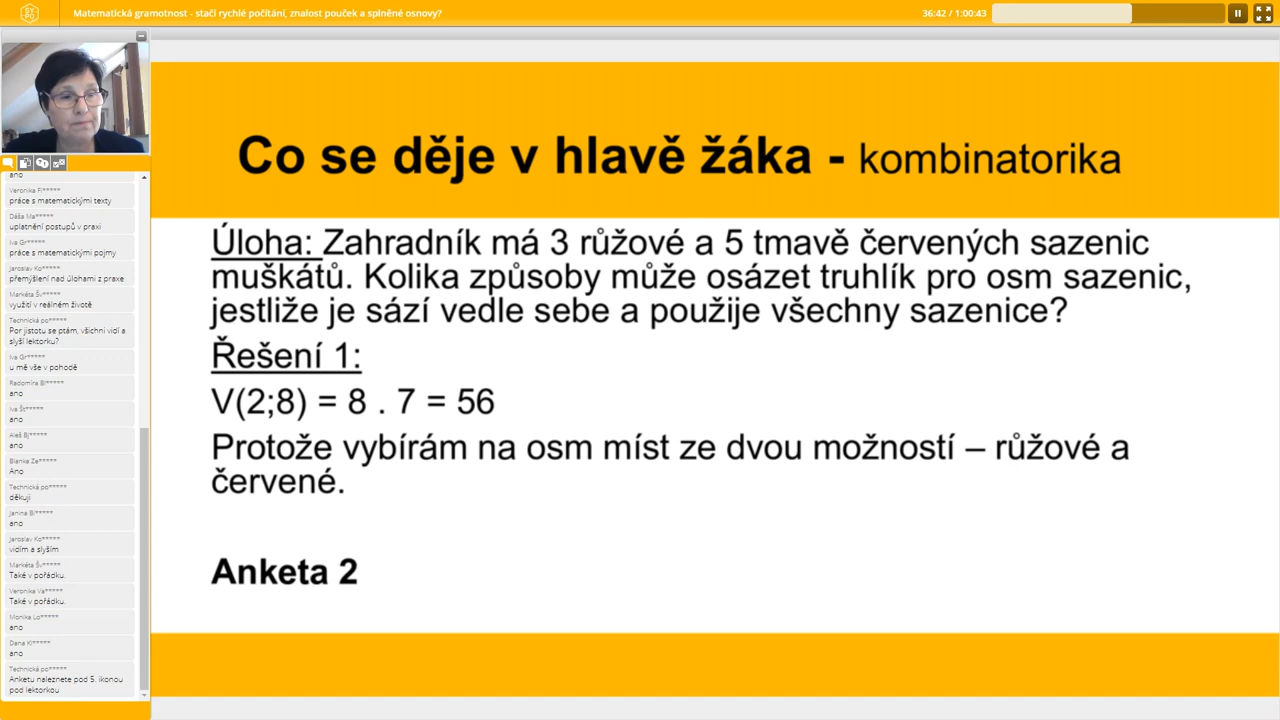 SYPO
Matematická gramotnost - stačí rychlé počítání, znalost pouček a splněné osnovy?
36:42 / 1:00:43
ano
Veronika Fi*****
práce s matematickými texty
Dáša Ma*****
uplatnění postupů v praxi
Iva Gr*****
práce s matematickými pojmy
Jaroslav Ko*****
přemýšlení nad úlohami z praxe
Markéta Šv*****
využití v reálném životě
Technická po*****
Por jistotu se ptám, všichni vidí a
slyší lektorku?
Iva Gr*****
u mě vše v pohodě
Radomíra Bl*****
ano
Iva Št*****
ano
Aleš Bj*****
ano
Blanka Ze*****
Ano
Technická po*****
děkuji
Janina Bi*****
ano
Jaroslav Ko*****
vidím a slyším
Markéta Šv*****
Také v pořádku.
Veronika Va*****
Také v pořádku.
Monika Lo*****
ano
Dana Kl*****
ano
Technická po*****
Anketu naleznete pod 5. ikonou
pod lektorkou
Co se děje v hlavě žáka - kombinatorika
Úloha: Zahradník má 3 růžové a 5 tmavě červených sazenic
muškátů. Kolika způsoby může osázet truhlík pro osm sazenic,
jestliže je sází vedle sebe a použije všechny sazenice?
Řešení 1:
V(2;8) = 8 . 7 = 56
Protože vybírám na osm míst ze dvou možností – růžové a
červené.
Anketa 2